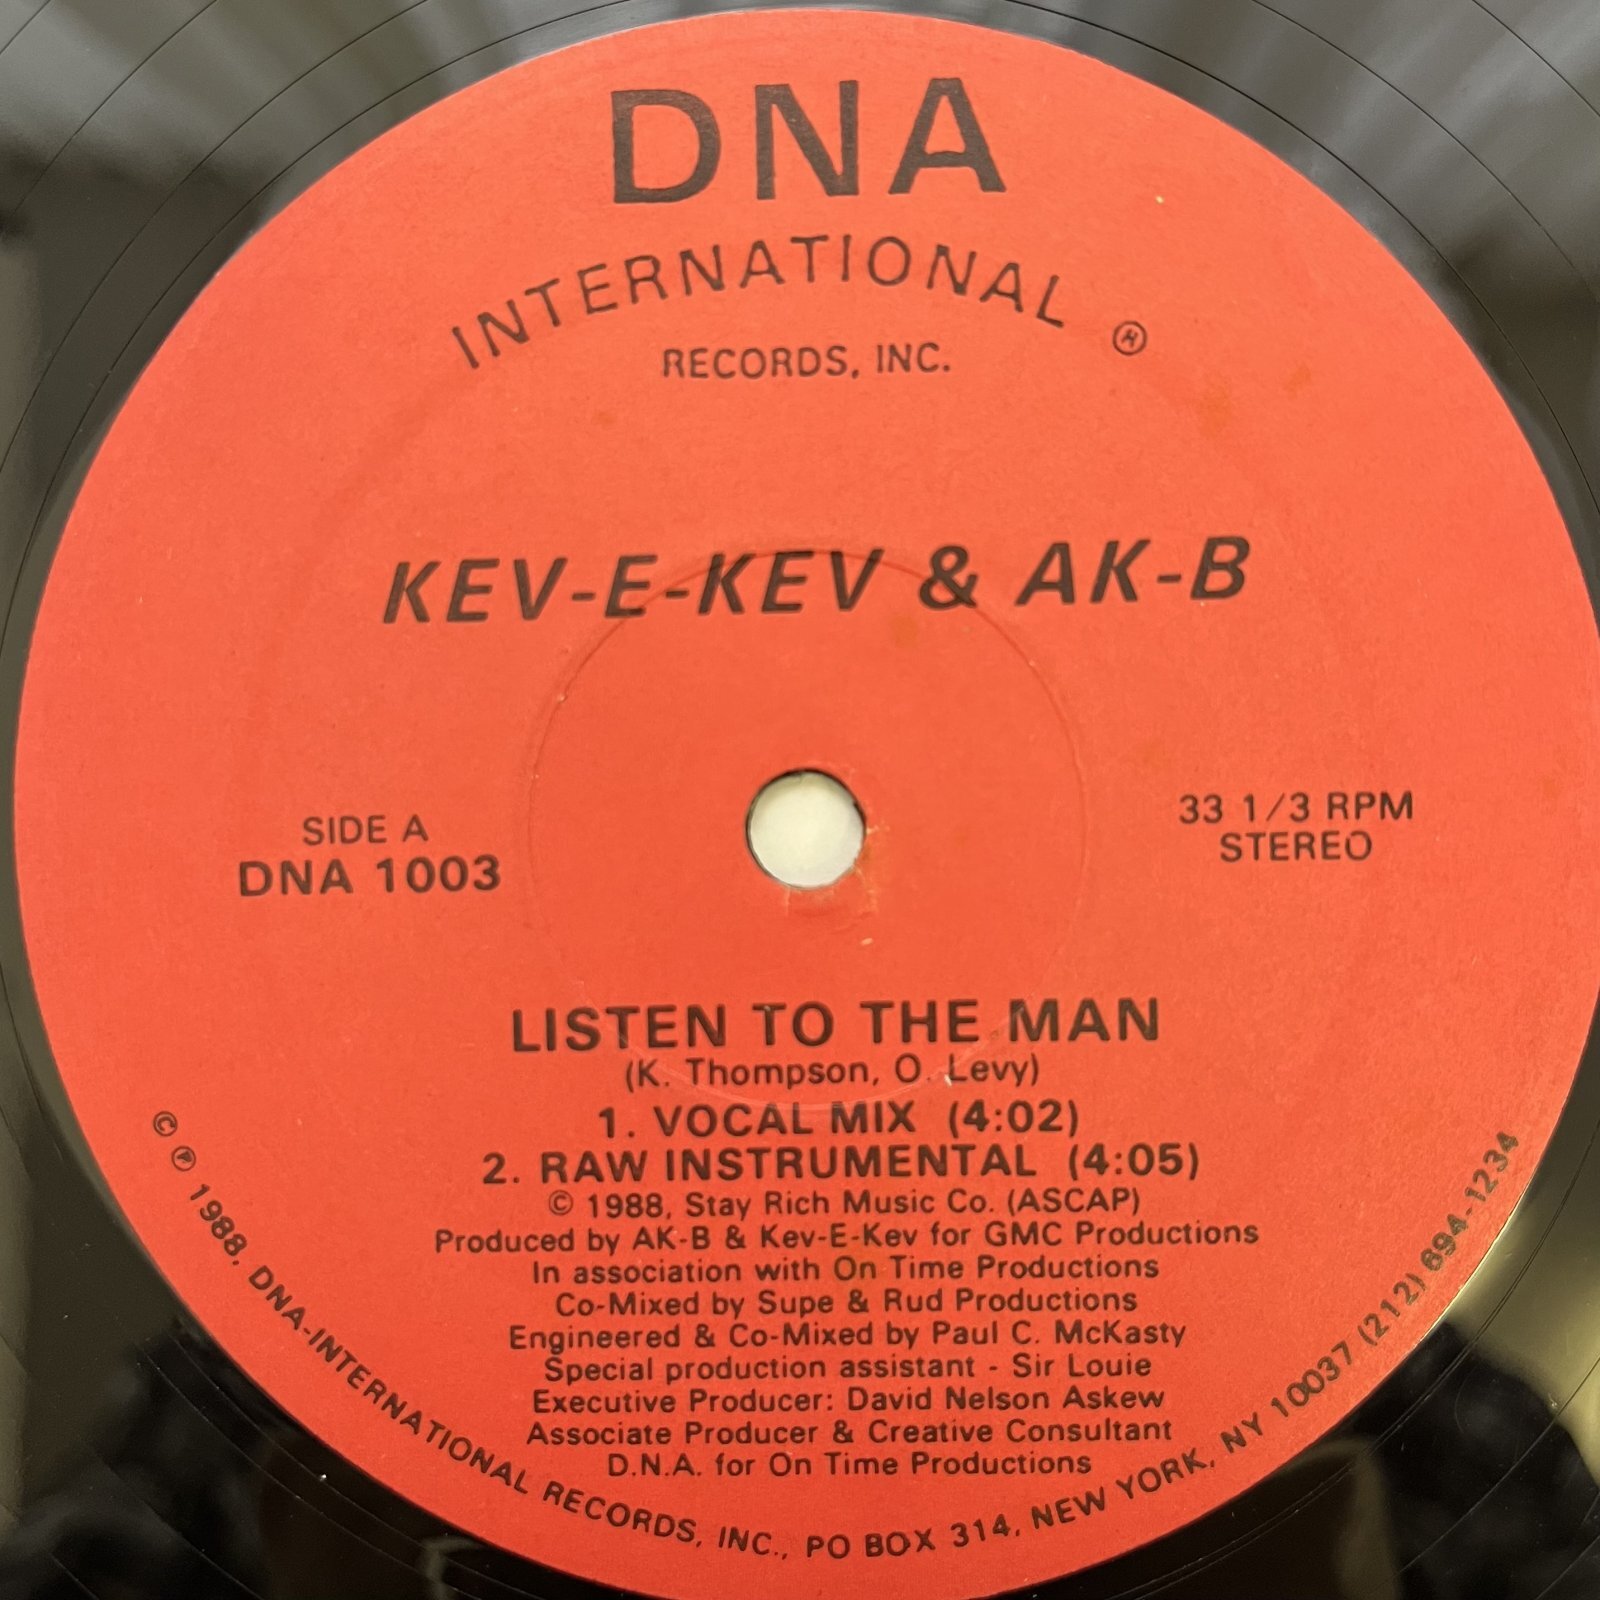 DNA
INTERNATIONAL ®
RECORDS, INC.
KEV-E-KEV & AK-B
SIDE A
DNA 1003
33 1/3 RPM
STEREO
LISTEN TO THE MAN
(K. Thompson, O. Levy)
1. VOCAL MIX (4:02)
2. RAW INSTRUMENTAL (4:05)
© 1988, Stay Rich Music Co. (ASCAP)
Produced by AK-B & Kev-E-Kev for GMC Productions
In association with On Time Productions
Co-Mixed by Supe & Rud Productions
Engineered & Co-Mixed by Paul C. McKasty
Special production assistant - Sir Louie
Executive Producer: David Nelson Askew
Associate Producer & Creative Consultant
D.N.A. for On Time Productions
© ℗ 1988. DNA-INTERNATIONAL RECORDS, INC., PO BOX 314, NEW YORK, NY 10037 (212) 694-1234